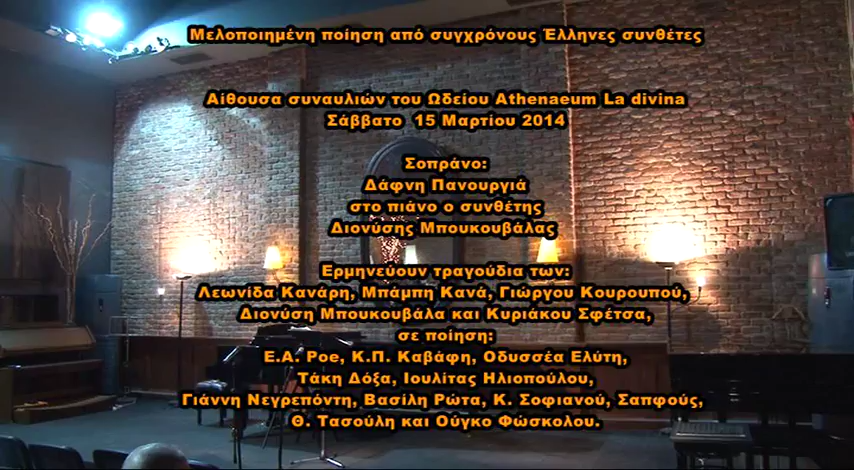 Μελοποιημένη ποίηση από συγχρόνους Έλληνες συνθέτες
Αίθουσα συναυλιών του Ωδείου Athenaeum La divina
Σάββατο 15 Μαρτίου 2014
Σοπράνο:
Δάφνη Πανουργιά
στο πιάνο ο συνθέτης
Διονύσης Μπουκουβάλας
Ερμηνεύουν τραγούδια των:
Λεωνίδα Κανάρη, Μπάμπη Κανά, Γιώργου Κουρουπού,
Διονύση Μπουκουβάλα και Κυριάκου Σφέτσα,
σε ποίηση:
Ε.Α. Poe, Κ.Π. Καβάφη, Οδυσσέα Ελύτη,
Τάκη Δόξα, Ιουλίτας Ηλιοπούλου,
Γιάννη Νεγρεπόντη, Βασίλη Ρώτα, Κ. Σοφιανού, Σαπφούς,
Θ. Τασούλη και Ούγκο Φώσκολου.